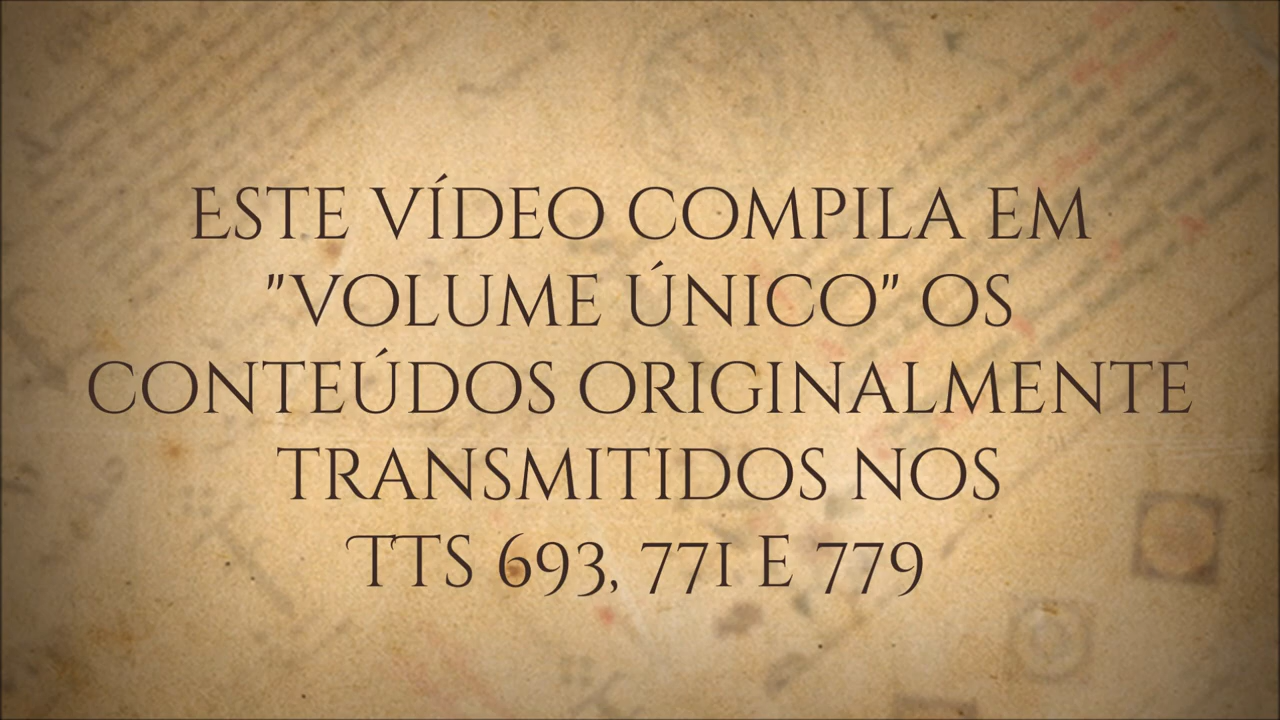 Este vídeo compila em
"volume único" os
conteúdos originalmente
transmitidos nos
TTs 693, 771 e 779